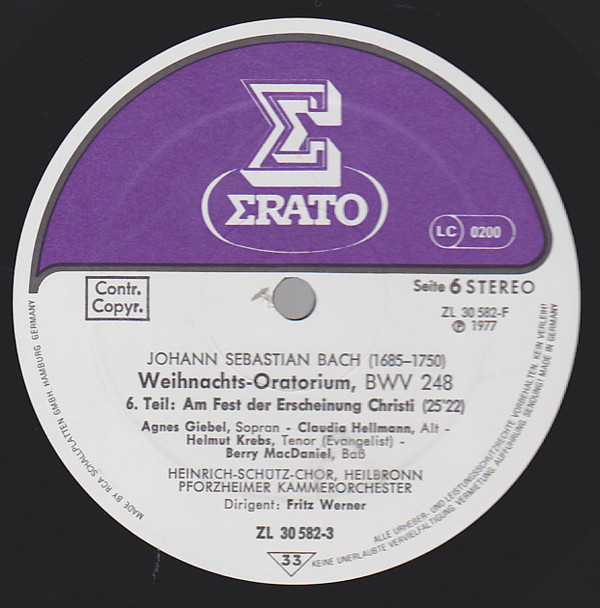 ΣRATO
LC 0200
Contr.
Copyr.
Seite 6 STEREO
ZL 30 582-F
℗ 1977
JOHANN SEBASTIAN BACH (1685–1750)
Weihnachts-Oratorium, BWV 248
6. Teil: Am Fest der Erscheinung Christi (25'22)
Agnes Giebel, Sopran - Claudia Hellmann, Alt -
Helmut Krebs, Tenor (Evangelist) -
Berry MacDaniel, Baß
HEINRICH-SCHÜTZ-CHOR, HEILBRONN
PFORZHEIMER KAMMERORCHESTER
Dirigent: Fritz Werner
ZL 30 582-3
33
MADE BY RCA SCHALLPLATTEN GMBH HAMBURG GERMANY
ALLE URHEBER- UND LEISTUNGSSCHUTZRECHTE VORBEHALTEN. KEIN VERLEIH!
KEINE UNERLAUBTE VERVIELFÄLTIGUNG, VERMIETUNG, AUFFÜHRUNG, SENDUNG! MADE IN GERMANY